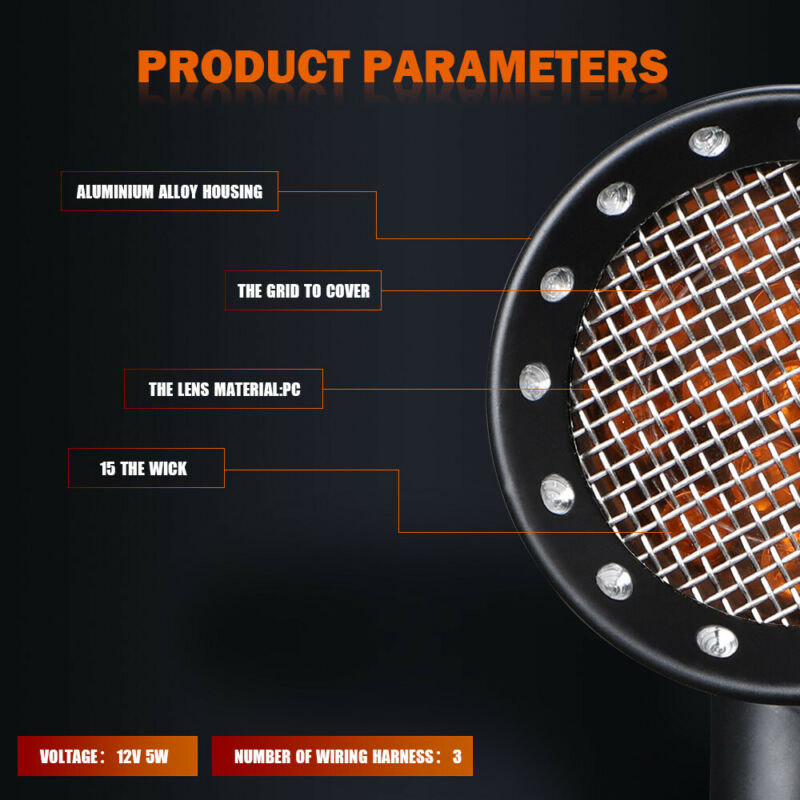 PRODUCT PARAMETERS
ALUMINIUM ALLOY HOUSING
THE GRID TO COVER
THE LENS MATERIAL:PC
15 THE WICK
VOLTAGE: 12V 5W
NUMBER OF WIRING HARNESS: 3